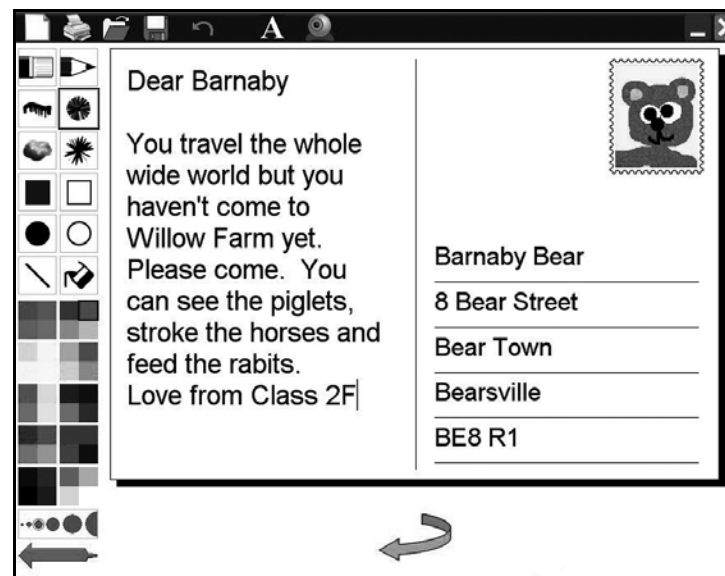 A
Dear Barnaby
You travel the whole
wide world but you
haven't come to
Willow Farm yet.
Please come. You
can see the piglets,
stroke the horses and
feed the rabits.
Love from Class 2F
Barnaby Bear
8 Bear Street
Bear Town
Bearsville
BE8 R1